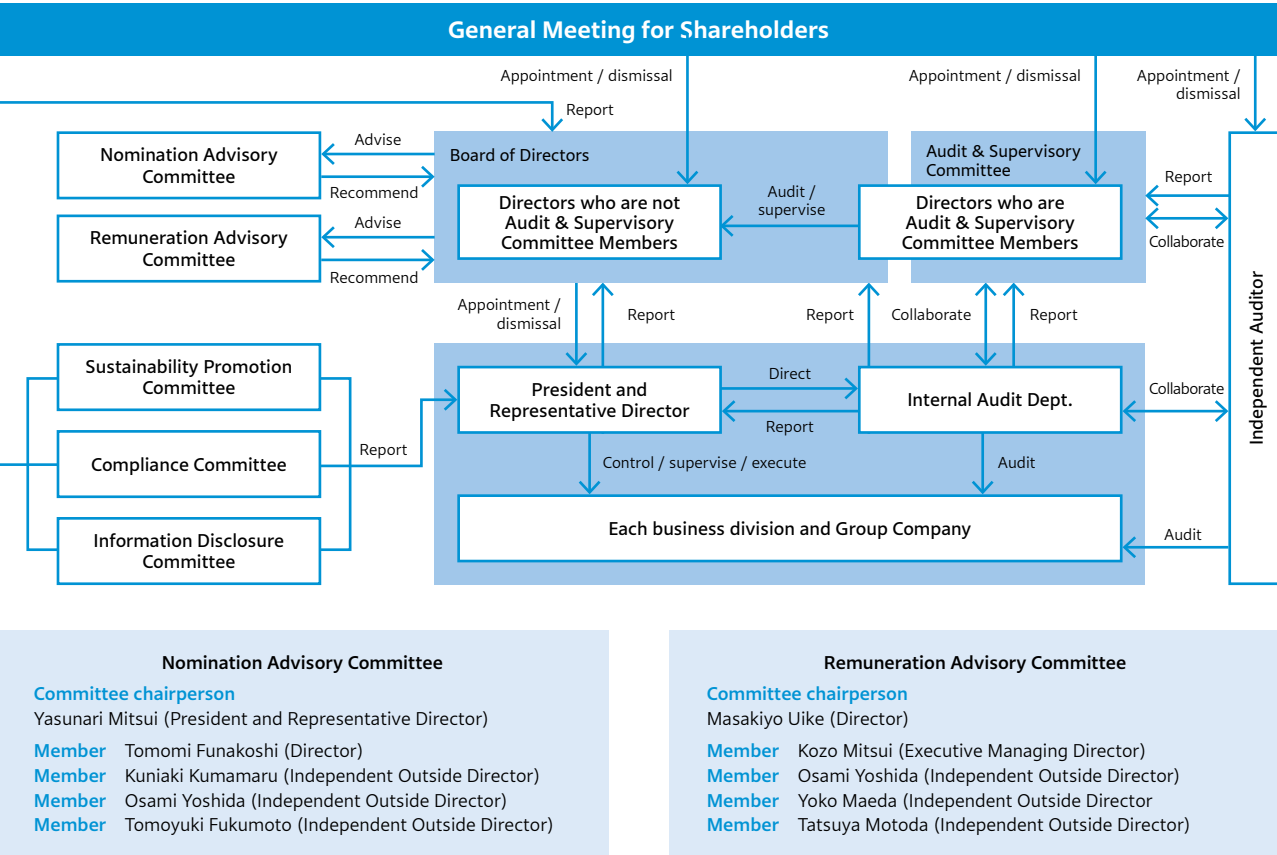 General Meeting for Shareholders
Appointment / dismissal
Appointment / dismissal
Appointment /
dismissal
Report
Nomination Advisory
Committee
Advise
Recommend
Remuneration Advisory
Committee
Advise
Recommend
Board of Directors
Directors who are not
Audit & Supervisory
Committee Members
Audit /
supervise
Audit & Supervisory
Committee
Directors who are
Audit & Supervisory
Committee Members
Report
Collaborate
Independent Auditor
Appointment /
dismissal
Report
Report
Collaborate
Report
Sustainability Promotion
Committee
Compliance Committee
Information Disclosure
Committee
Report
President and
Representative Director
Direct
Report
Internal Audit Dept.
Collaborate
Control / supervise / execute
Audit
Each business division and Group Company
Audit
Nomination Advisory Committee
Committee chairperson
Yasunari Mitsui (President and Representative Director)
Member Tomomi Funakoshi (Director)
Member Kuniaki Kumamaru (Independent Outside Director)
Member Osami Yoshida (Independent Outside Director)
Member Tomoyuki Fukumoto (Independent Outside Director)
Remuneration Advisory Committee
Committee chairperson
Masakiyo Uike (Director)
Member Kozo Mitsui (Executive Managing Director)
Member Osami Yoshida (Independent Outside Director)
Member Yoko Maeda (Independent Outside Director
Member Tatsuya Motoda (Independent Outside Director)